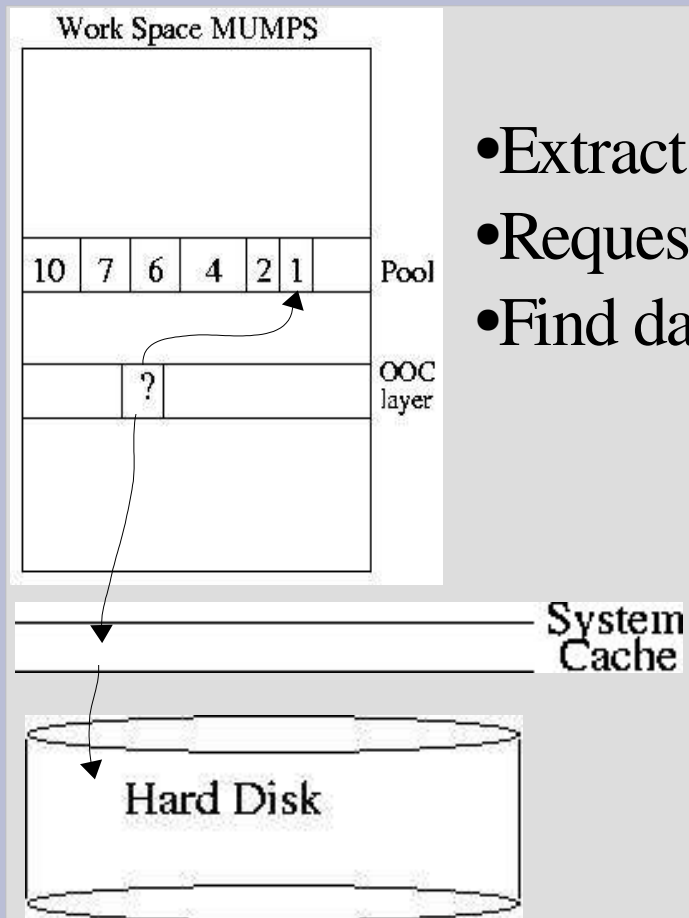 Work Space MUMPS
10 7 6 4 2 1
Pool
?
OOC
layer
•Extract
•Reques
•Find da
System
Cache
Hard Disk